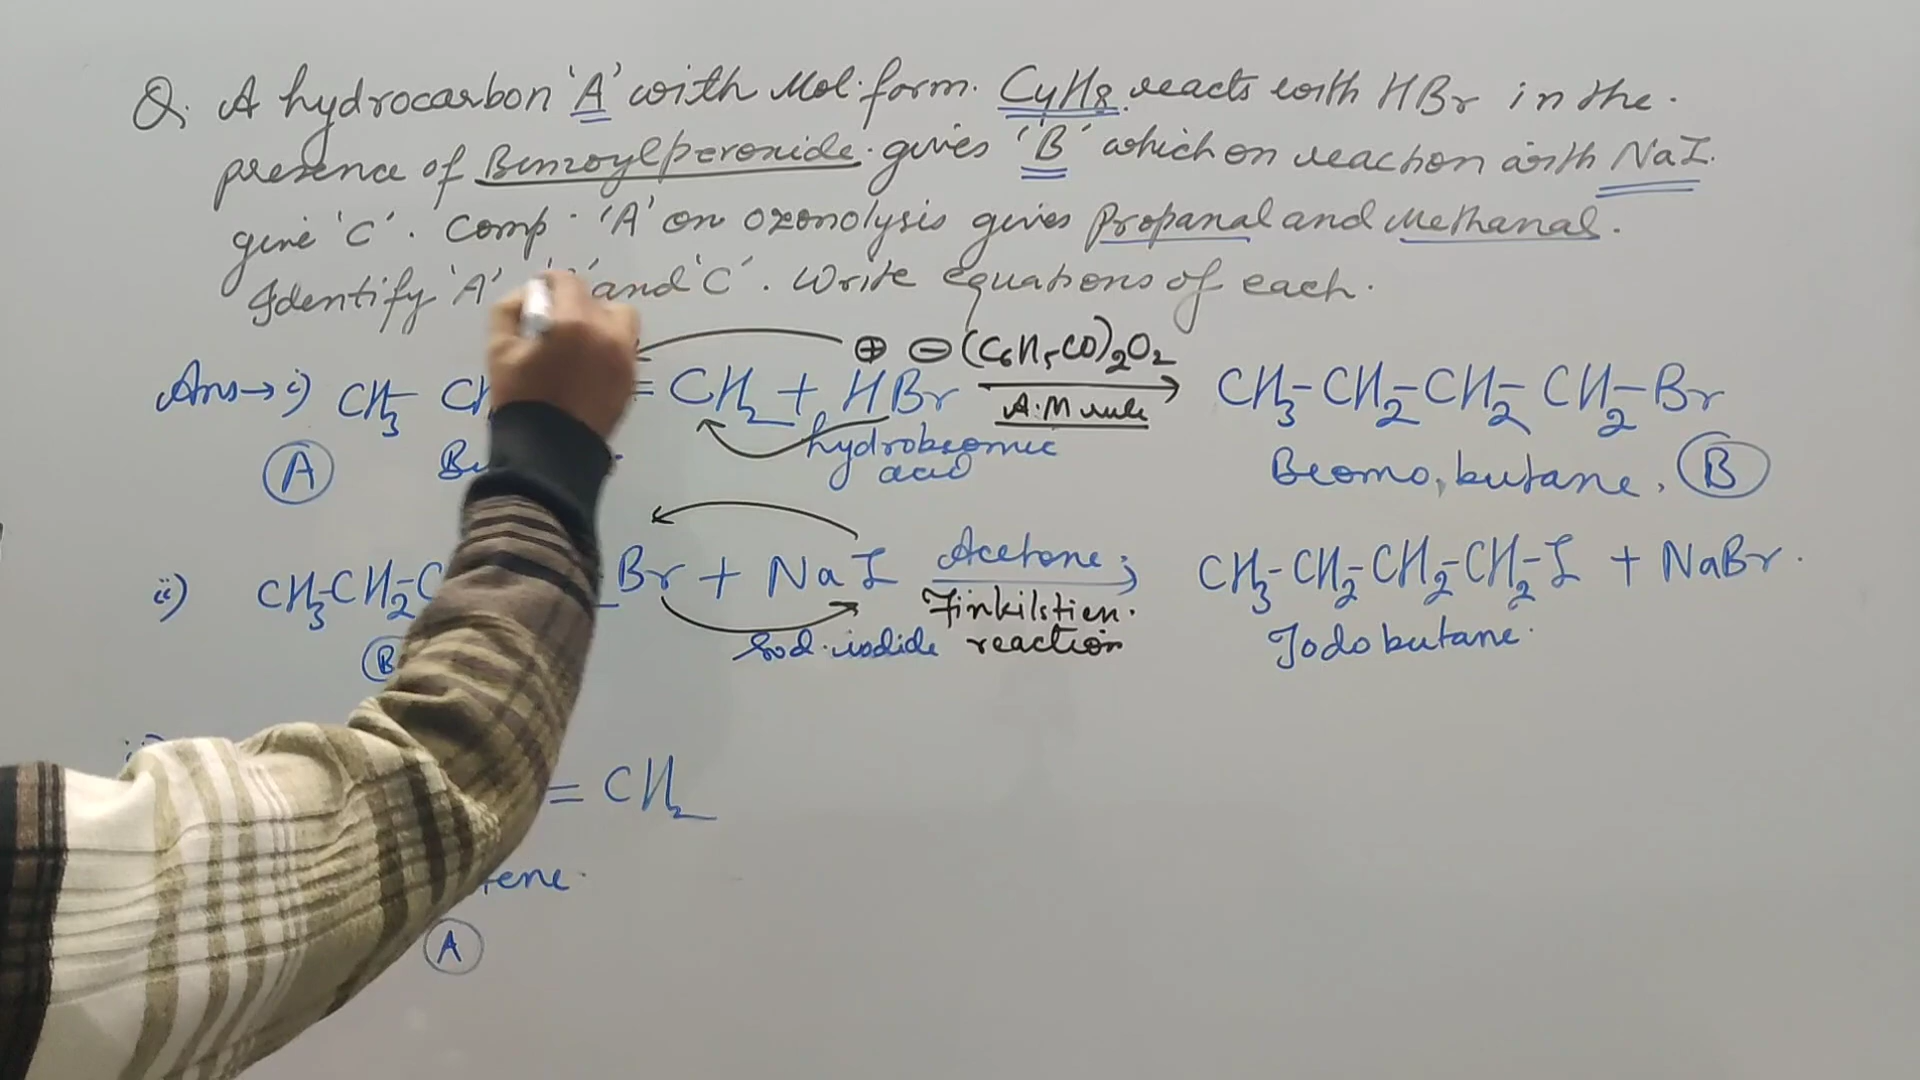 Q. A hydrocarbon 'A' with Mol. form. C4H8 reacts with HBr in the.
presence of Benzoylperoxide. gives 'B' which on reaction with NaI.
give 'C'. Comp. 'A' on ozonolysis gives Propanal and Methanal.
Identify 'A' and 'C'. Write equations of each.
⊕ ⊖ (C6H5CO)2O2
Ans → i) CH3 CH = CH2 + HBr → CH3-CH2-CH2-CH2-Br
A.M rule
A hydrobromic acid Bromo, butane. B
ii) CH3-CH2-C Br + NaI Acetone; CH3-CH2-CH2-CH2-I + NaBr.
Finkilstien.
B Sod. iodide reaction Iodobutane.
= CH2
tene.
A